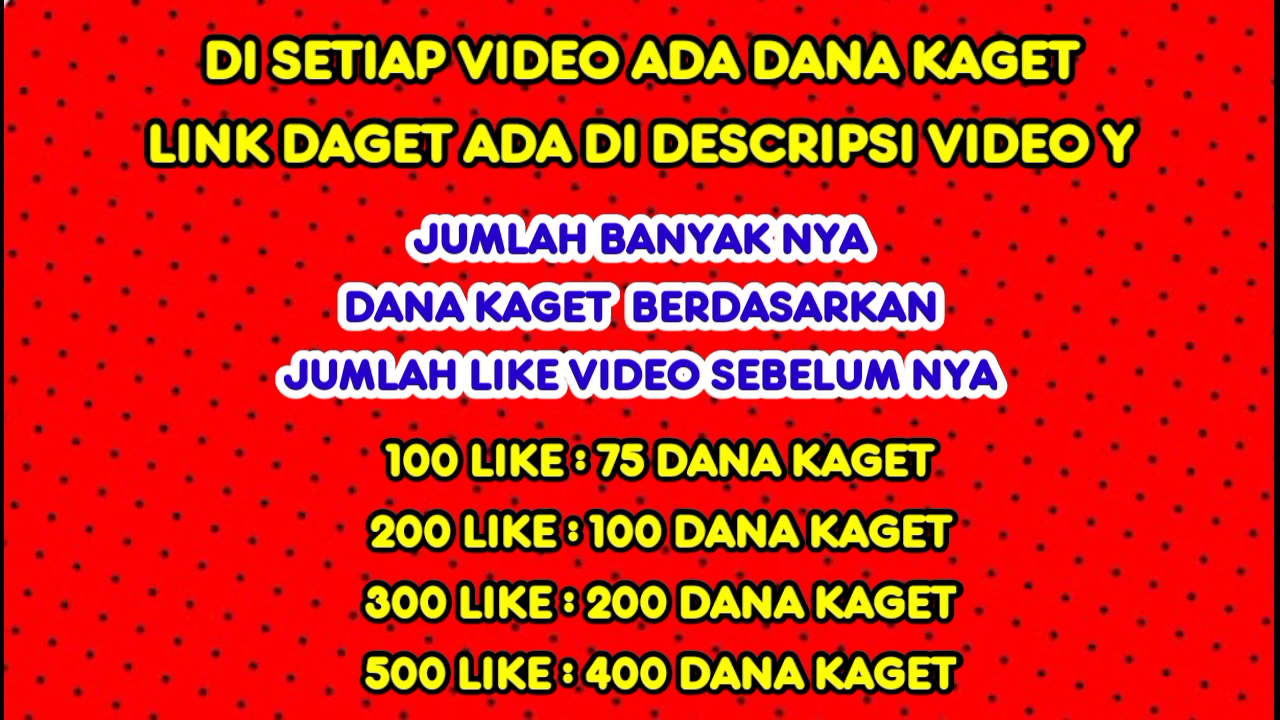 DI SETIAP VIDEO ADA DANA KAGET
LINK DAGET ADA DI DESCRIPSI VIDEO Y
JUMLAH BANYAK NYA
DANA KAGET BERDASARKAN
JUMLAH LIKE VIDEO SEBELUM NYA
100 LIKE : 75 DANA KAGET
200 LIKE : 100 DANA KAGET
300 LIKE : 200 DANA KAGET
500 LIKE : 400 DANA KAGET